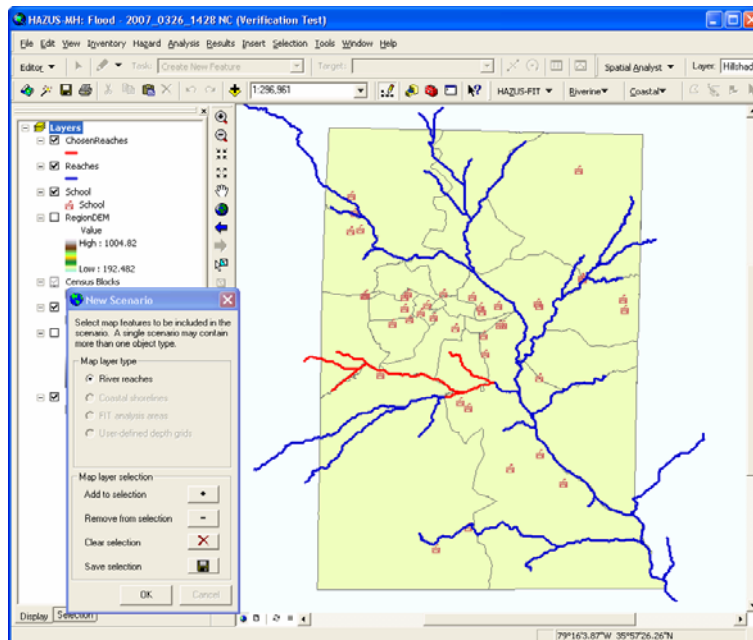 HAZUS-MH: Flood - 2007_0326_1428 NC (Verification Test)
File Edit View Inventory Hazard Analysis Results Insert Selection Tools Window Help
Editor Task: Create New Feature Target: Spatial Analyst Layer: Hillshad
1:296,961 HAZUS-FIT Riverine Coastal
Layers
ChosenReaches
Reaches
School
School
RegionDEM
Value
High : 1004.82
Low : 192.482
Census Blocks
New Scenario
Select map features to be included in the
scenario. A single scenario may contain
more than one object type.
Map layer type
River reaches
Coastal shorelines
FIT analysis areas
User-defined depth grids
Map layer selection
Add to selection
Remove from selection
Clear selection
Save selection
OK Cancel
Display Selection
79°16'3.87"W 35°57'26.26"N